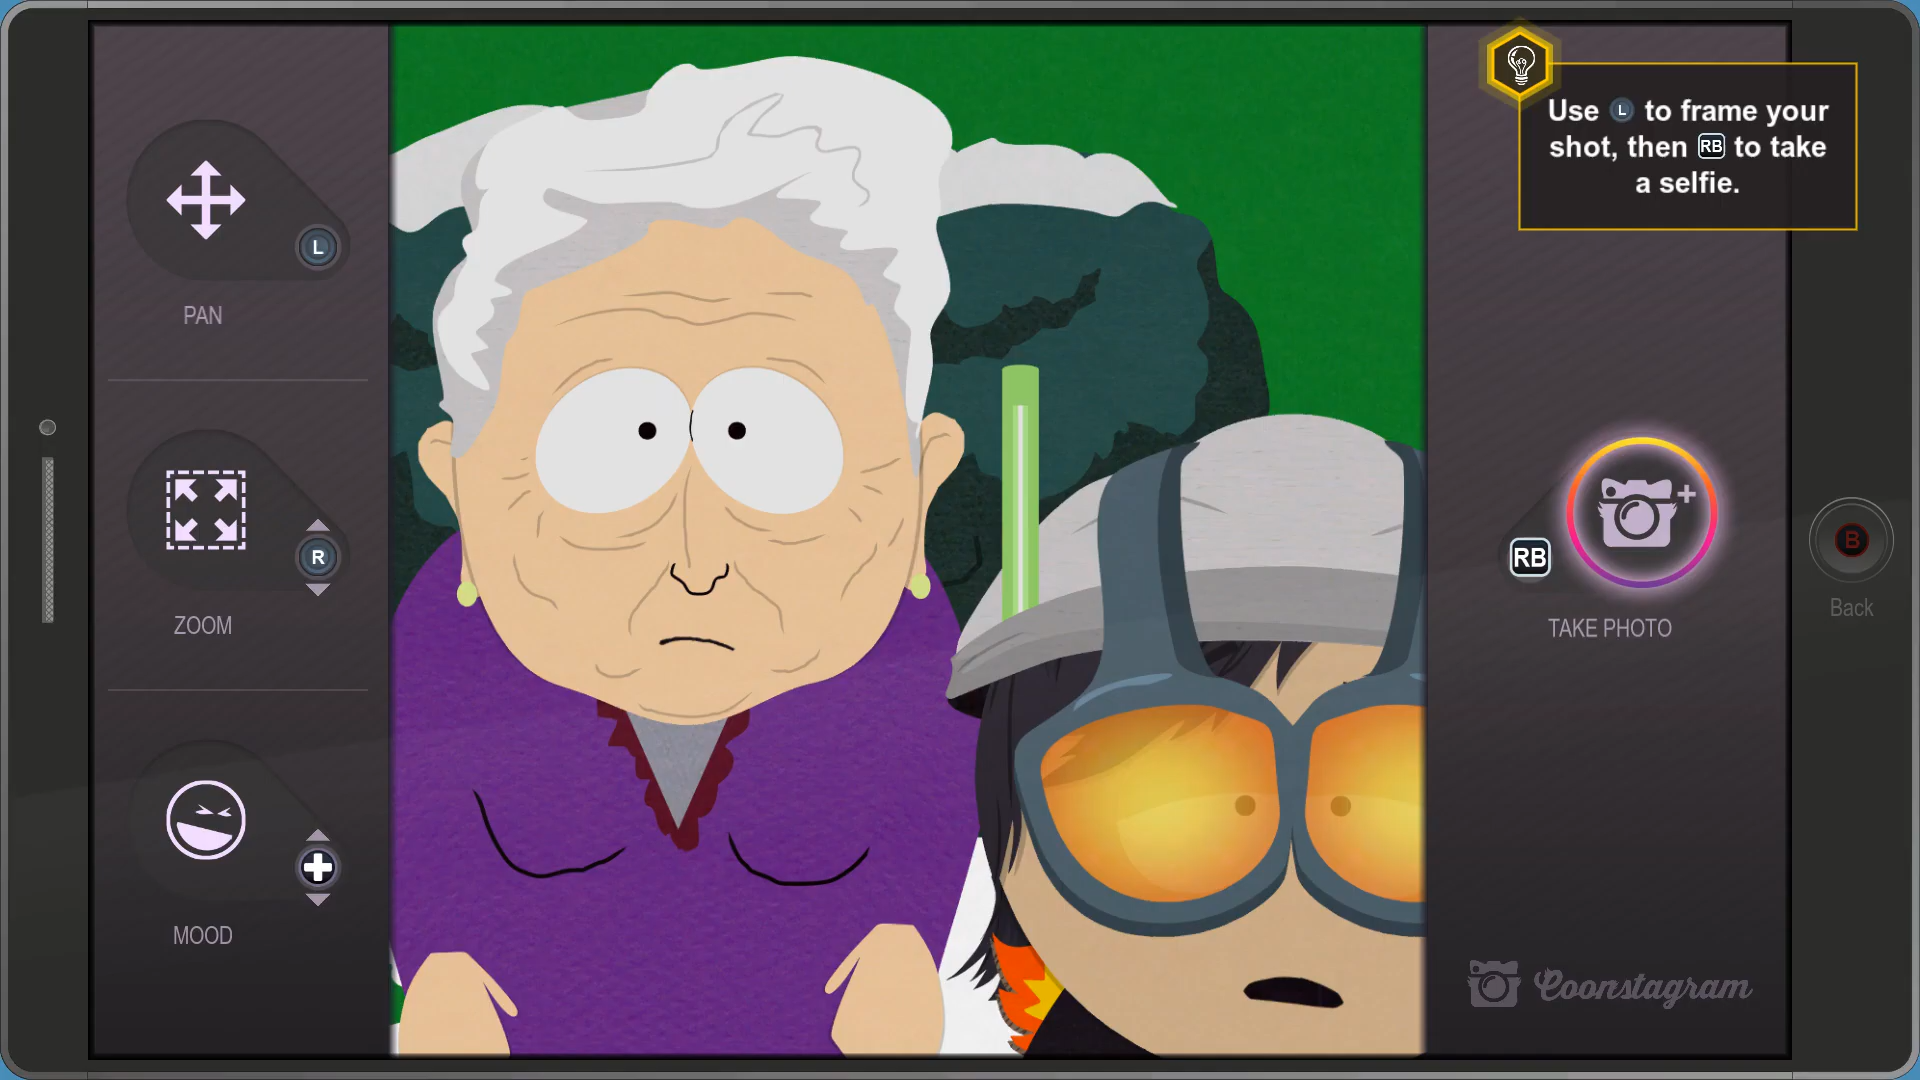 Use L to frame your
shot, then RB to take
a selfie.
L
PAN
R
ZOOM
MOOD
RB
TAKE PHOTO
B
Back
Coonstagram